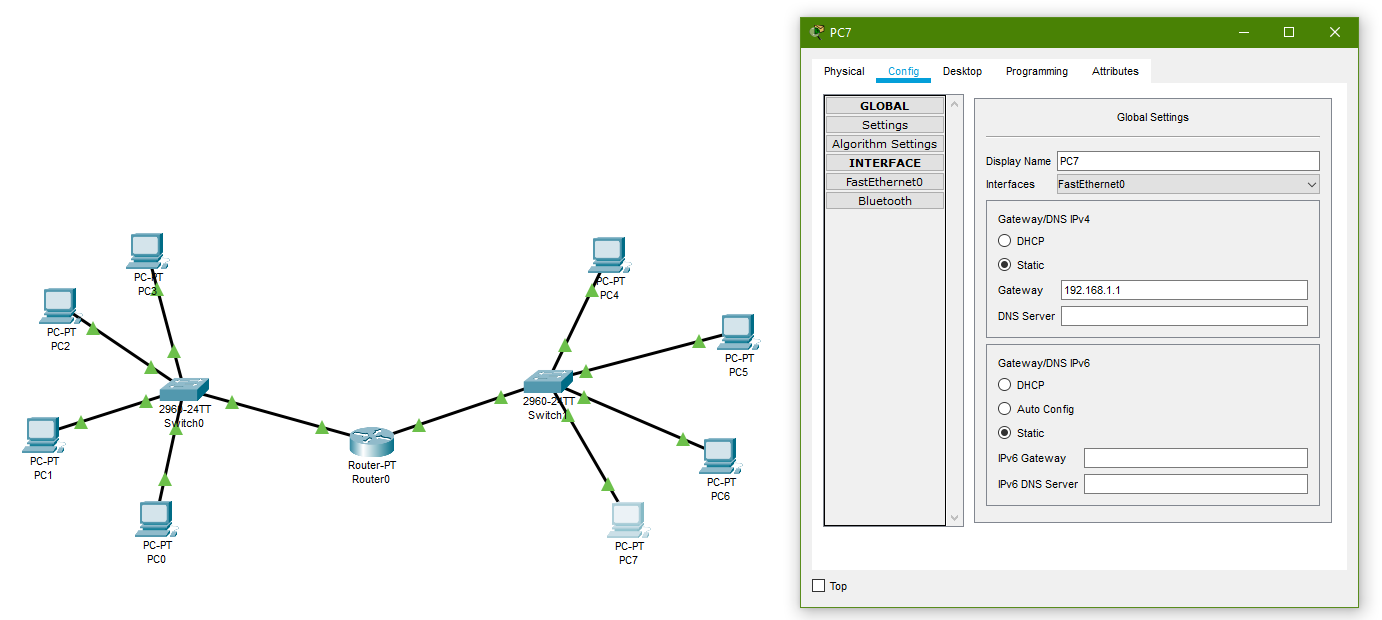 PC-PT
PC3
PC-PT
PC2
2960-24TT
Switch0
PC-PT
PC1
PC-PT
PC0
Router-PT
Router0
PC-PT
PC4
PC-PT
PC5
2960-24TT
Switch1
PC-PT
PC6
PC-PT
PC7
PC7
Physical Config Desktop Programming Attributes
GLOBAL
Settings
Algorithm Settings
INTERFACE
FastEthernet0
Bluetooth
Global Settings
Display Name PC7
Interfaces FastEthernet0
Gateway/DNS IPv4
DHCP
Static
Gateway 192.168.1.1
DNS Server
Gateway/DNS IPv6
DHCP
Auto Config
Static
IPv6 Gateway
IPv6 DNS Server
Top